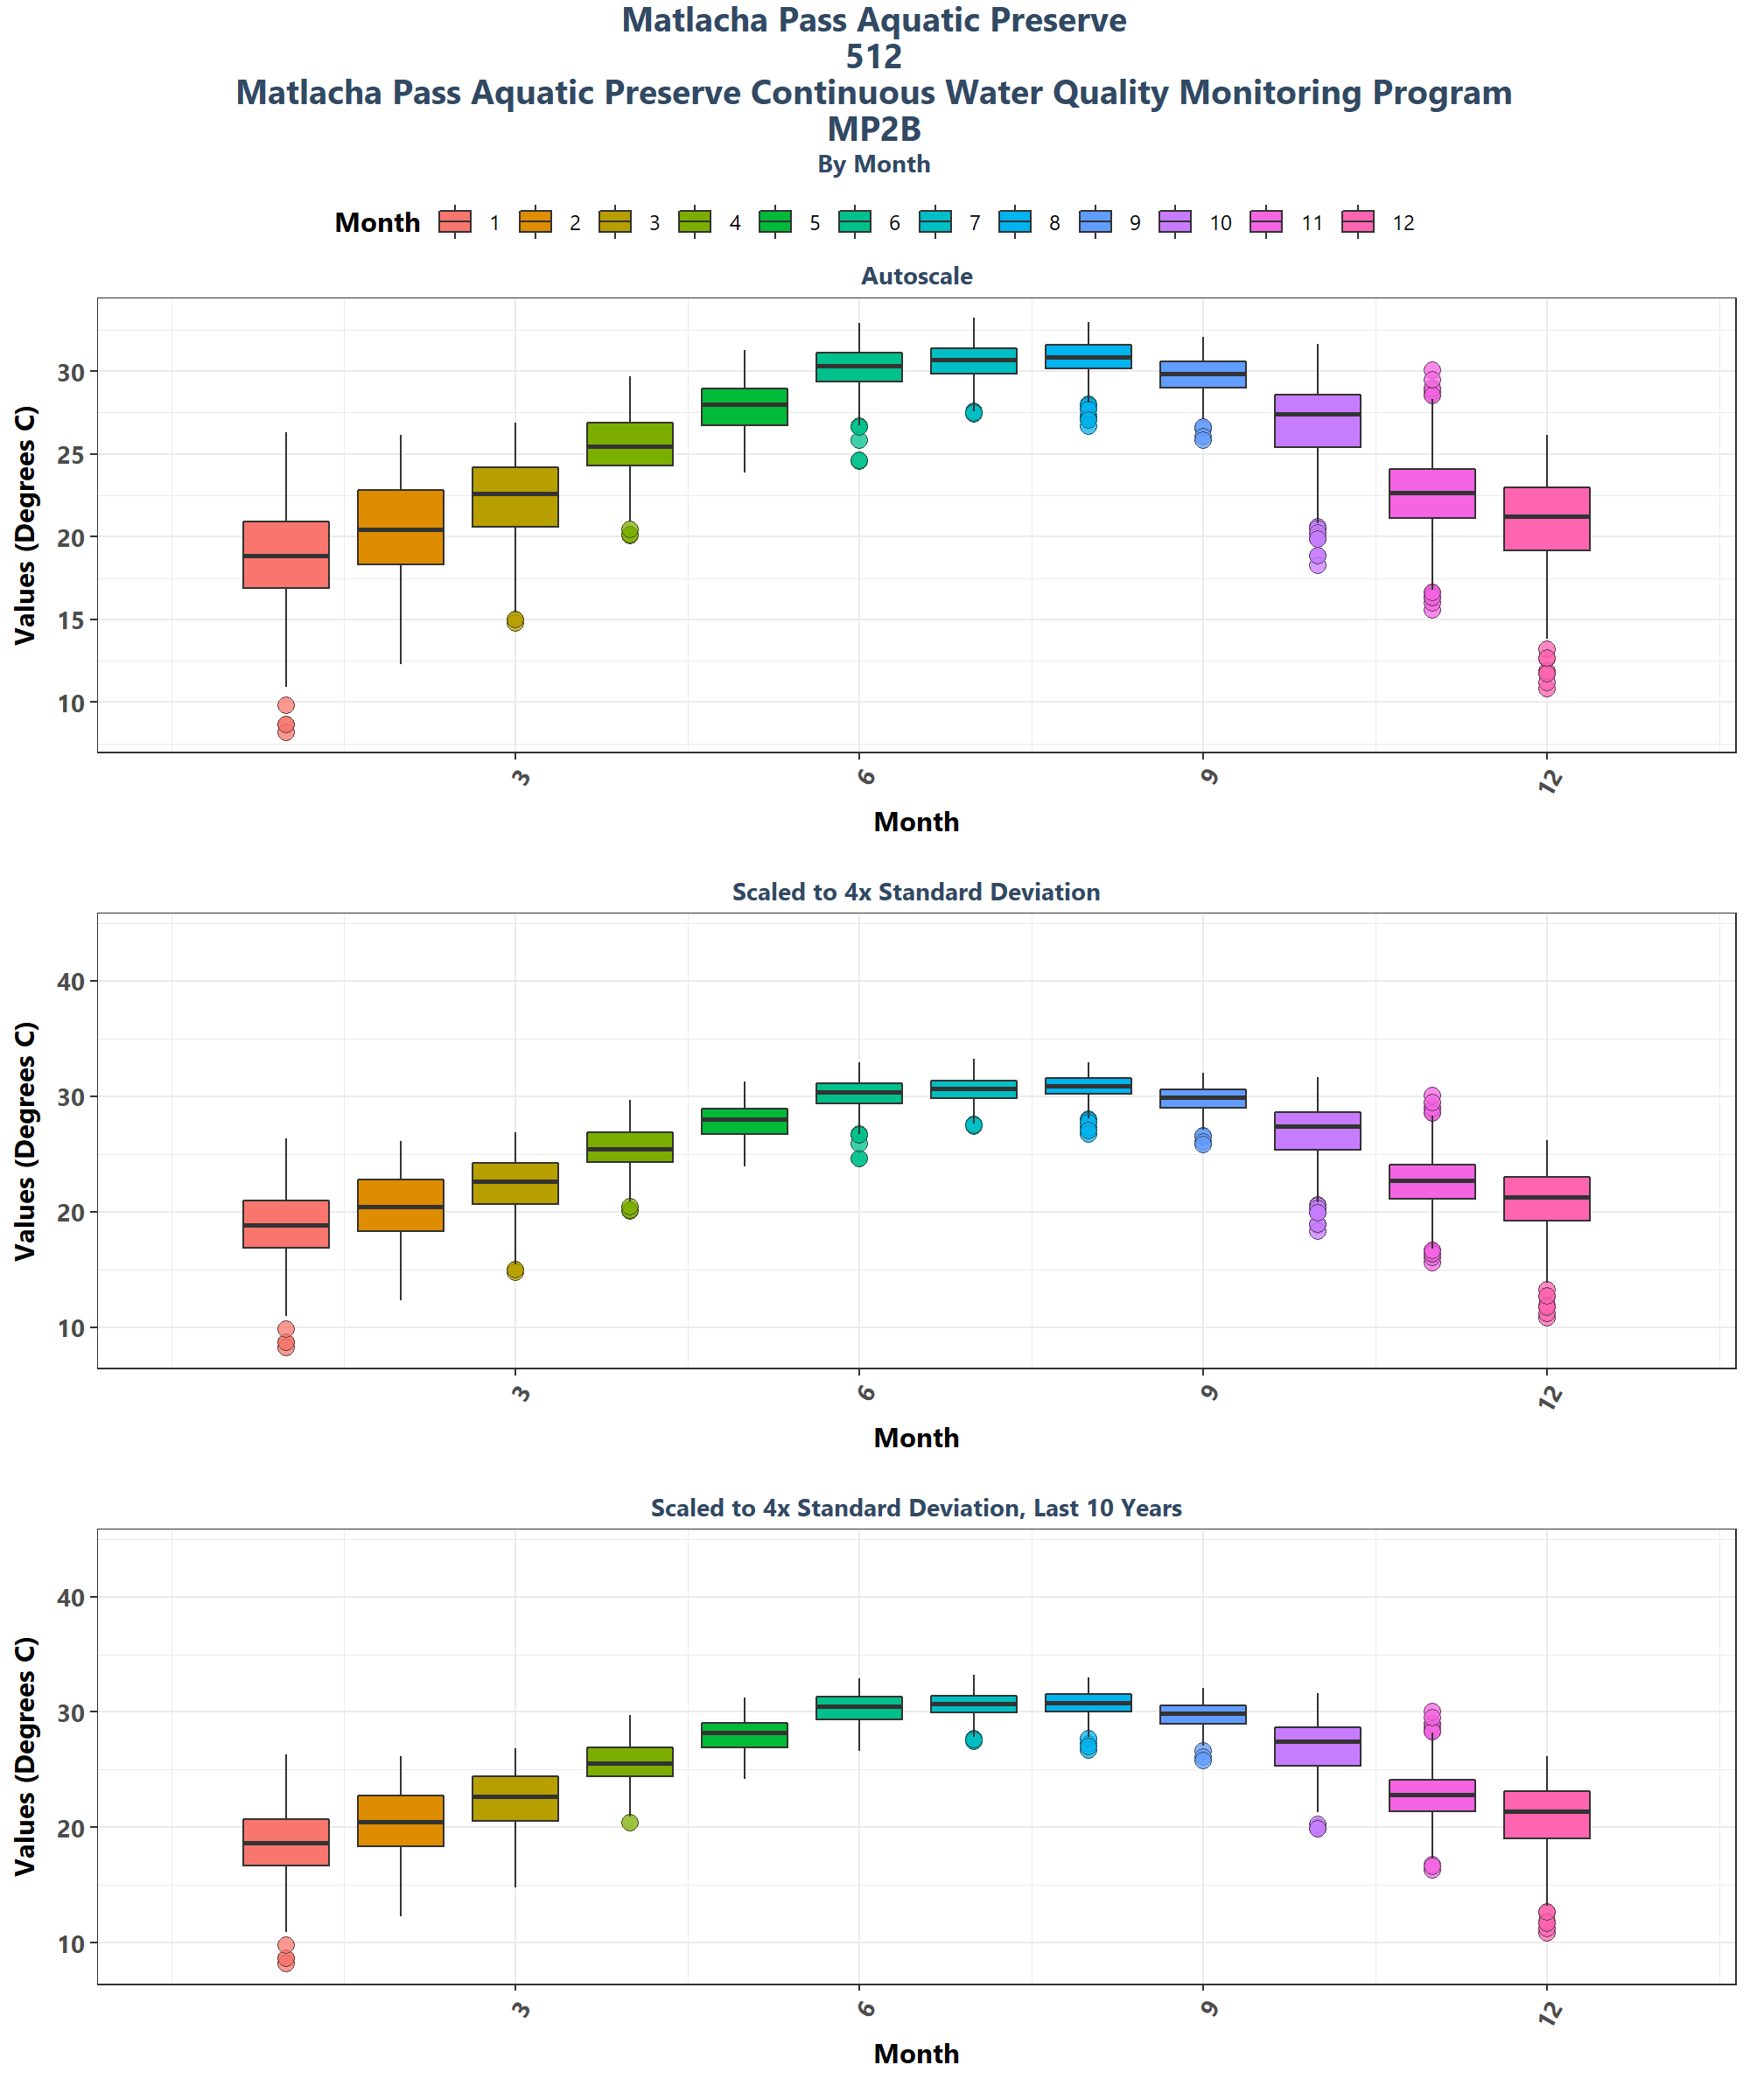 Matlacha Pass Aquatic Preserve
512
Matlacha Pass Aquatic Preserve Continuous Water Quality Monitoring Program
MP2B
By Month
Month 1 2 3 4 5 6 7 8 9 10 11 12
Autoscale
Values (Degrees C)
30
25
20
15
10
3 6 9 12
Month
Scaled to 4x Standard Deviation
Values (Degrees C)
40
30
20
10
3 6 9 12
Month
Scaled to 4x Standard Deviation, Last 10 Years
Values (Degrees C)
40
30
20
10
3 6 9 12
Month